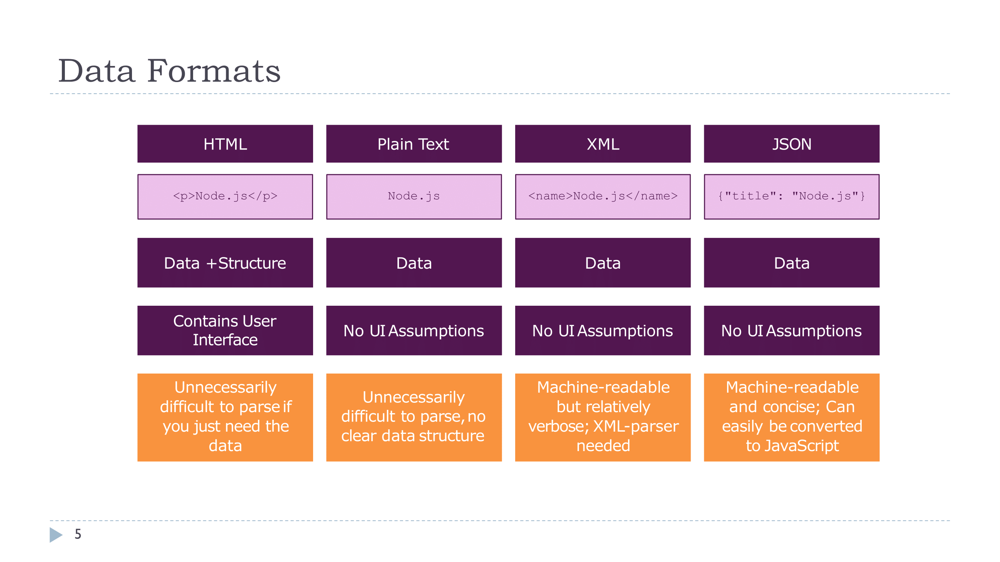 Data Formats
HTML
Plain Text
XML
JSON
<p>Node.js</p>
Node.js
<name>Node.js</name>
{"title": "Node.js"}
Data +Structure
Data
Data
Data
Contains User
Interface
No UI Assumptions
No UI Assumptions
No UI Assumptions
Unnecessarily
difficult to parse if
you just need the
data
Unnecessarily
difficult to parse, no
clear data structure
Machine-readable
but relatively
verbose; XML-parser
needed
Machine-readable
and concise; Can
easily be converted
to JavaScript
5